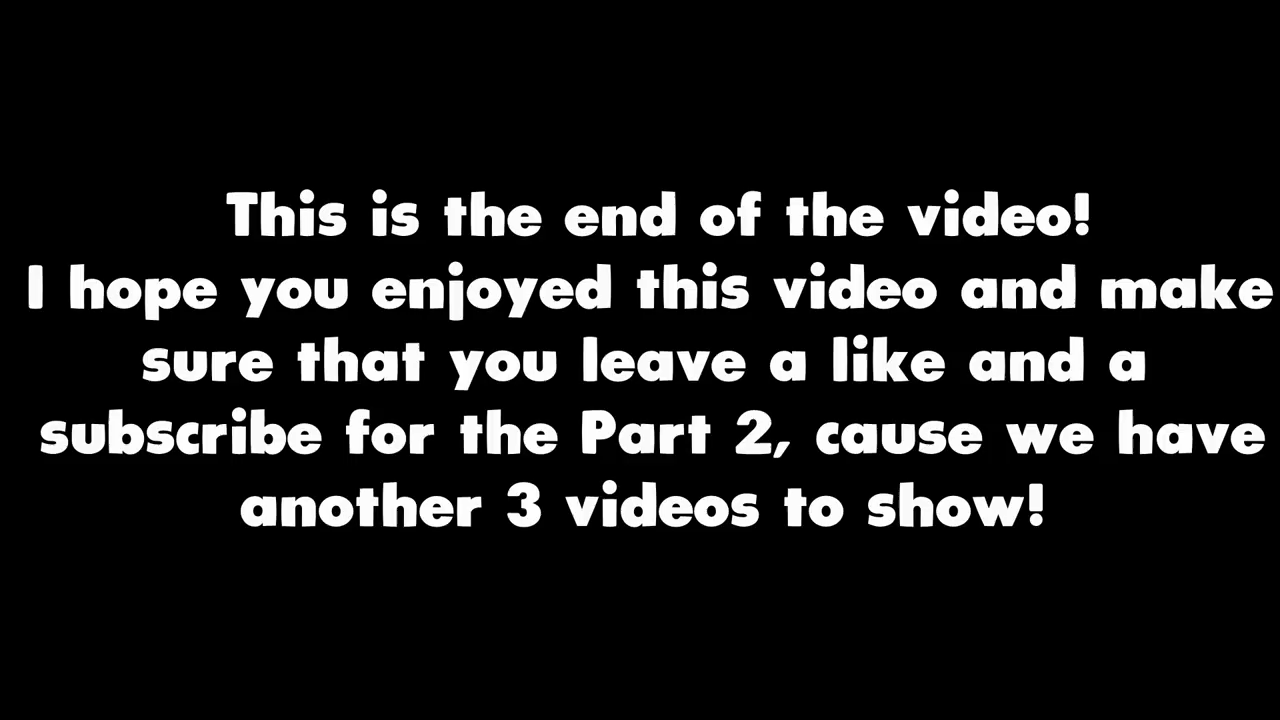 This is the end of the video!
I hope you enjoyed this video and make
sure that you leave a like and a
subscribe for the Part 2, cause we have
another 3 videos to show!